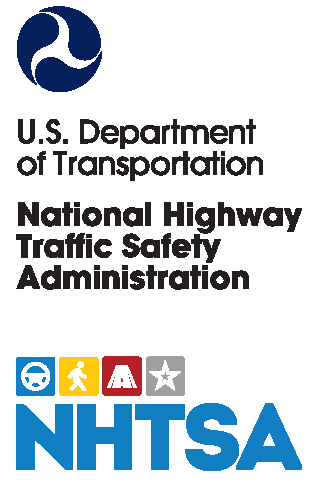 U.S. Department
of Transportation
National Highway
Traffic Safety
Administration
NHTSA